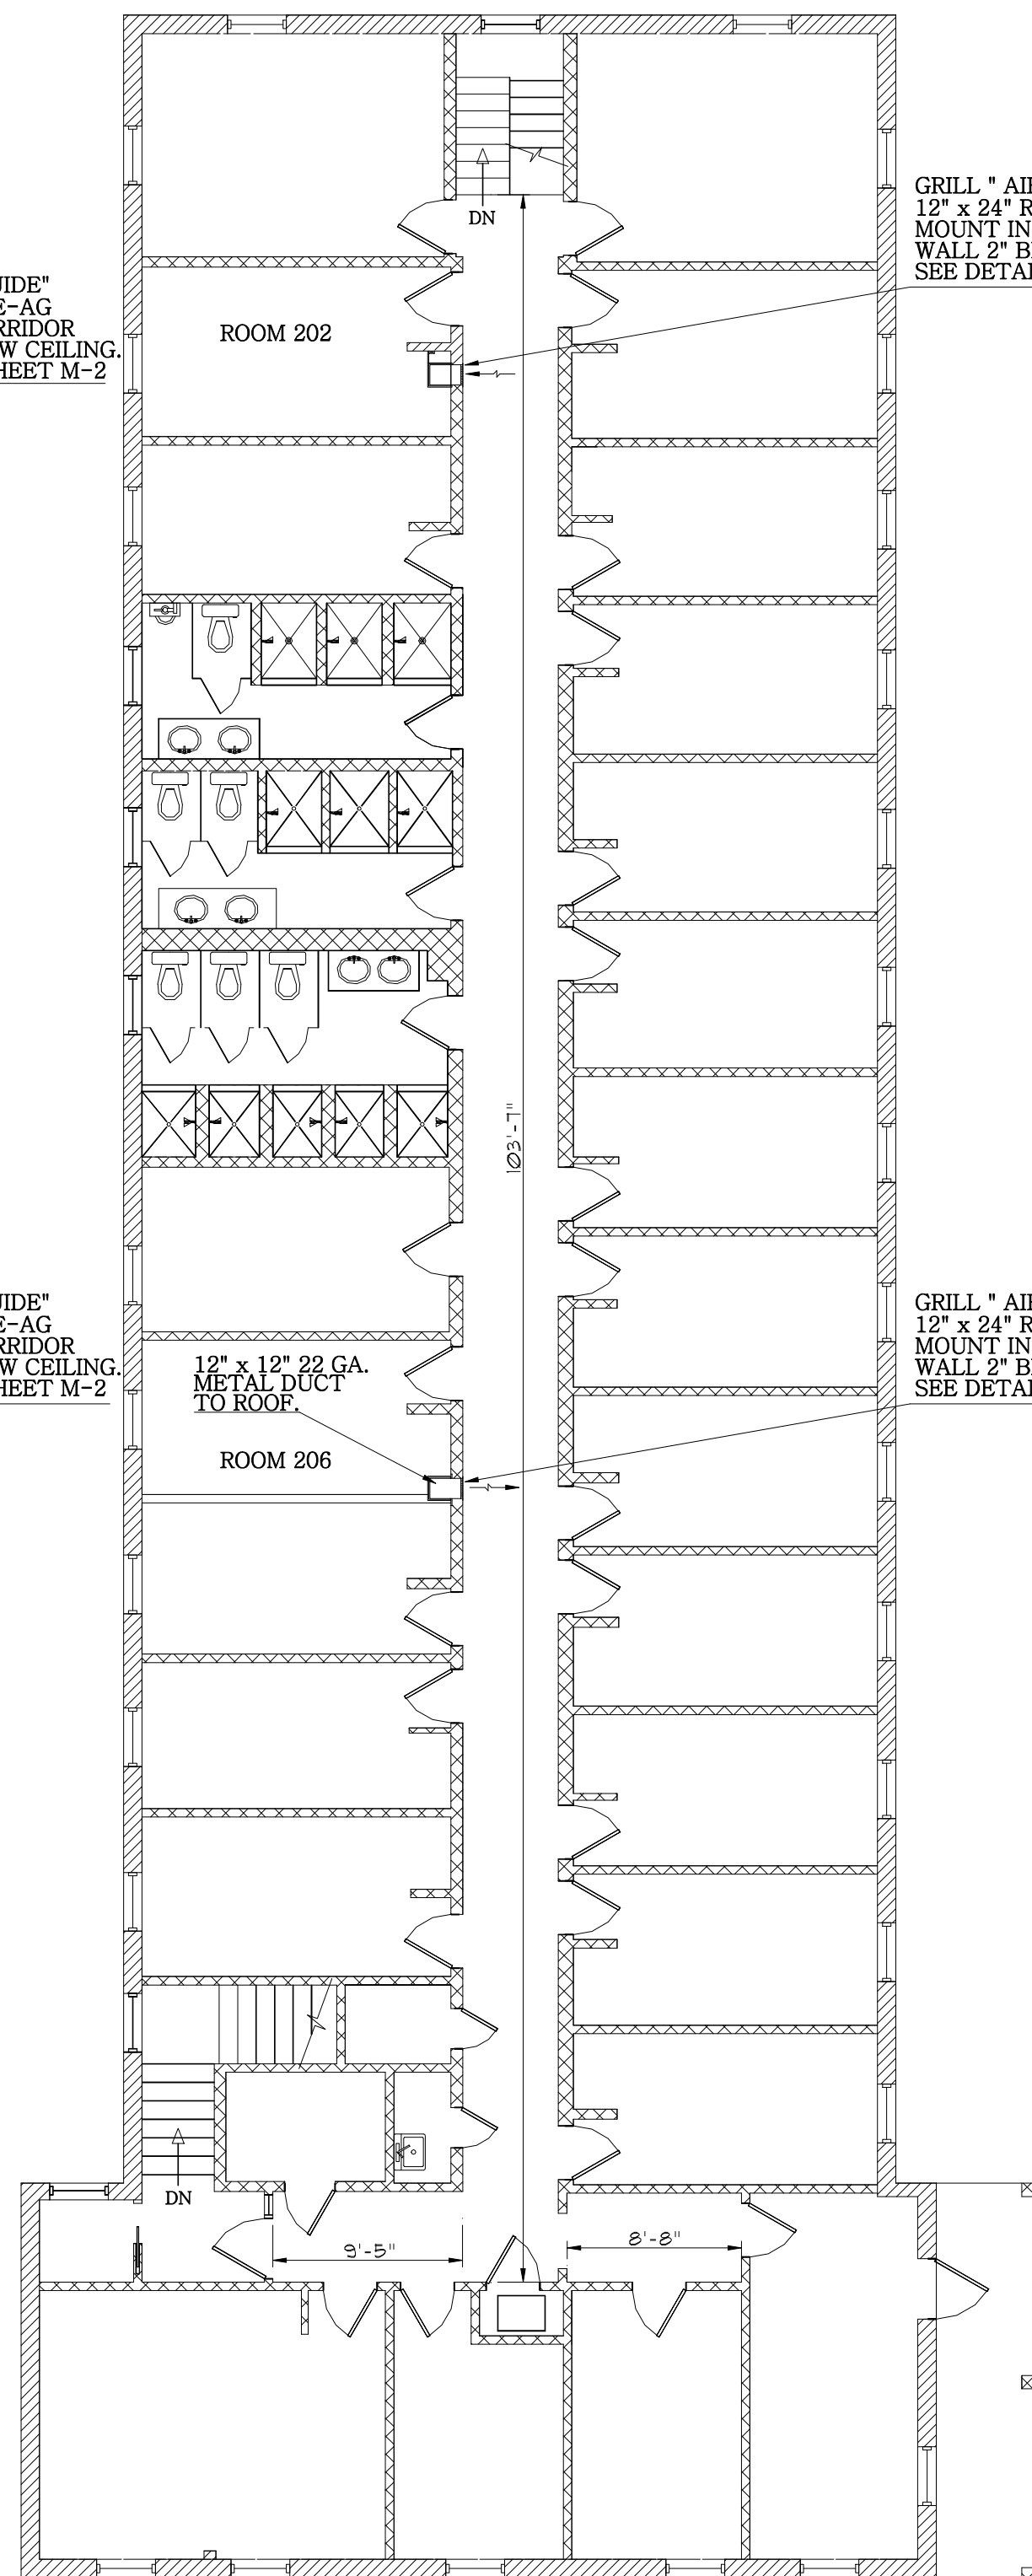 DN
GRILL " AI
12" x 24" R
MOUNT IN
WALL 2" B
SEE DETAI
UIDE"
E-AG
RRIDOR
W CEILING.
HEET M-2
ROOM 202
103'-7"
UIDE"
E-AG
RRIDOR
W CEILING.
HEET M-2
12" x 12" 22 GA.
METAL DUCT
TO ROOF.
ROOM 206
GRILL " AI
12" x 24" R
MOUNT IN
WALL 2" B
SEE DETAI
DN
9'-5"
8'-8"